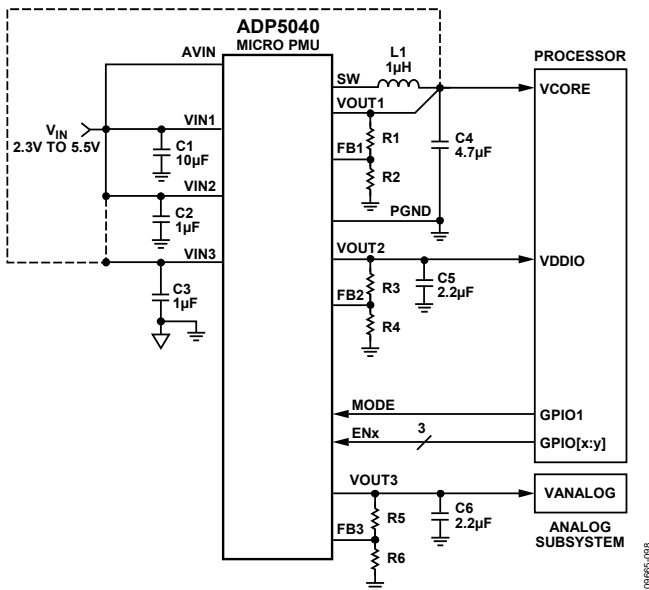 ADP5040
MICRO PMU
AVIN
L1
1µH
PROCESSOR
SW
VCORE
VOUT1
VIN
2.3V TO 5.5V
VIN1
C1
10µF
R1
FB1
R2
C4
4.7µF
VIN2
C2
1µF
PGND
VIN3
VOUT2
VDDIO
C3
1µF
R3
FB2
R4
C5
2.2µF
MODE
GPIO1
ENx
3
GPIO[x:y]
VOUT3
VANALOG
R5
FB3
R6
C6
2.2µF
ANALOG
SUBSYSTEM
09665-098